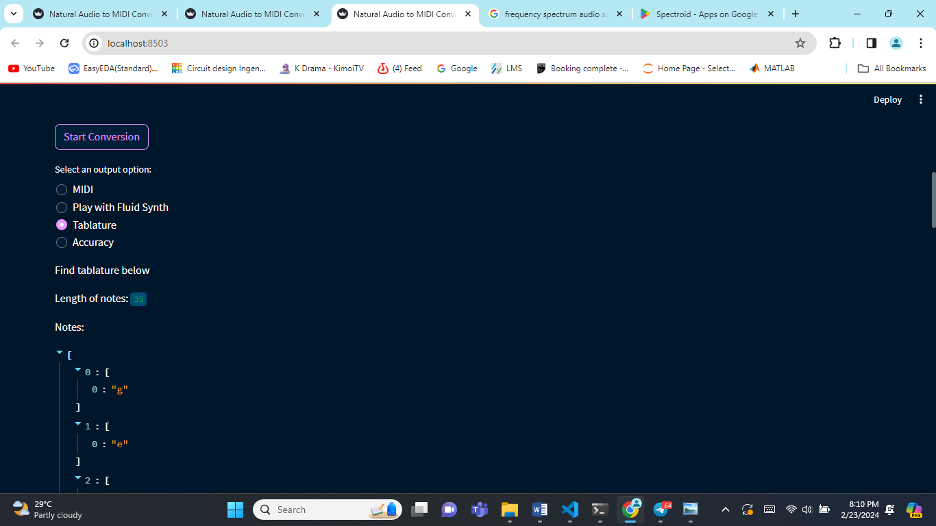 Natural Audio to MIDI Conv
Natural Audio to MIDI Conv
Natural Audio to MIDI Conv
frequency spectrum audio s
Spectroid - Apps on Google
localhost:8503
YouTube
EasyEDA(Standard)...
Circuit design Ingen...
K Drama - KimoiTV
(4) Feed
Google
LMS
Booking complete -...
Home Page - Select...
MATLAB
All Bookmarks
Deploy
Start Conversion
Select an output option:
MIDI
Play with Fluid Synth
Tablature
Accuracy
Find tablature below
Length of notes: 35
Notes:
[
0 : [
0 : "g"
]
1 : [
0 : "e"
]
2 : [
29°C
Partly cloudy
Search
8:10 PM
2/23/2024